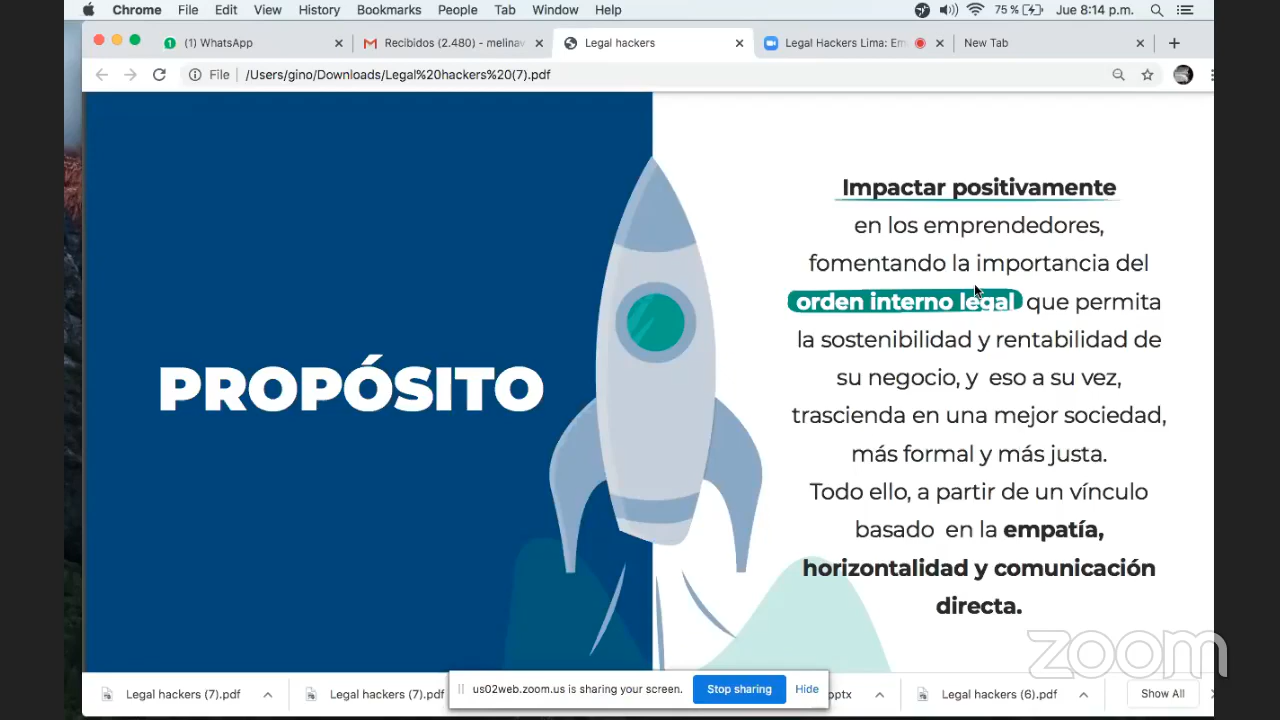 Chrome File Edit View History Bookmarks People Tab Window Help 75 % Jue 8:14 p.m.
(1) WhatsApp Recibidos (2.480) - melinav Legal hackers Legal Hackers Lima: Em New Tab
File /Users/gino/Downloads/Legal%20hackers%20(7).pdf
PROPÓSITO
Impactar positivamente
en los emprendedores,
fomentando la importancia del
orden interno legal que permita
la sostenibilidad y rentabilidad de
su negocio, y eso a su vez,
trascienda en una mejor sociedad,
más formal y más justa.
Todo ello, a partir de un vínculo
basado en la empatía,
horizontalidad y comunicación
directa.
zoom
Legal hackers (7).pdf Legal hackers (7).pdf us02web.zoom.us is sharing your screen. Stop sharing Hide pptx Legal hackers (6).pdf Show All